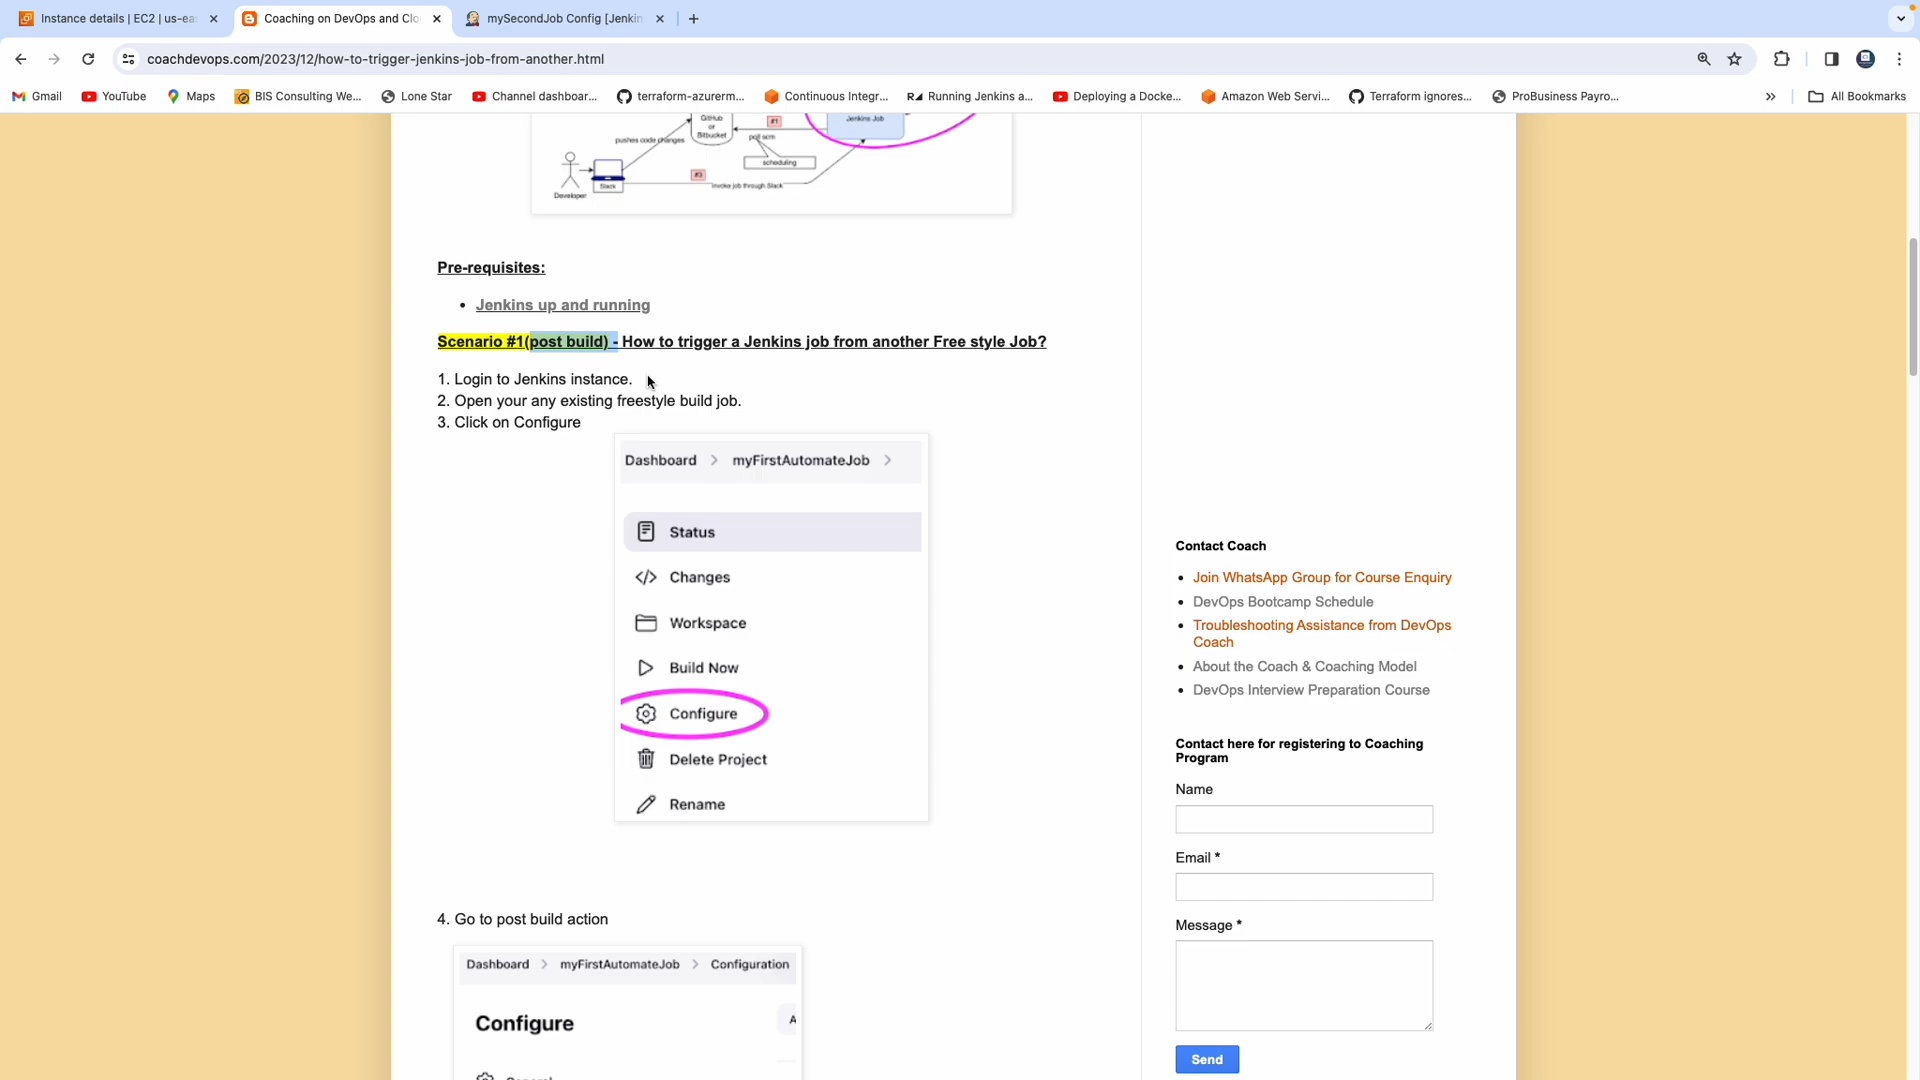 Instance details | EC2 | us-ea
Coaching on DevOps and Clo
mySecondJob Config [Jenkin
coachdevops.com/2023/12/how-to-trigger-jenkins-job-from-another.html
Gmail
YouTube
Maps
BIS Consulting We...
Lone Star
Channel dashboar...
terraform-azurerm...
Continuous Integr...
Running Jenkins a...
Deploying a Docke...
Amazon Web Servi...
Terraform ignores...
ProBusiness Payro...
All Bookmarks
GitHub
or
Bitbucket
#1
Jenkins Job
pushes code changes
poll scm
scheduling
Slack
#3
invoke job through Slack
Developer
Pre-requisites:
• Jenkins up and running
Scenario #1(post build) - How to trigger a Jenkins job from another Free style Job?
1. Login to Jenkins instance.
2. Open your any existing freestyle build job.
3. Click on Configure
Dashboard > myFirstAutomateJob >
Status
Changes
Workspace
Build Now
Configure
Delete Project
Rename
4. Go to post build action
Dashboard > myFirstAutomateJob > Configuration
Configure
Contact Coach
• Join WhatsApp Group for Course Enquiry
• DevOps Bootcamp Schedule
• Troubleshooting Assistance from DevOps
Coach
• About the Coach & Coaching Model
• DevOps Interview Preparation Course
Contact here for registering to Coaching
Program
Name
Email *
Message *
Send